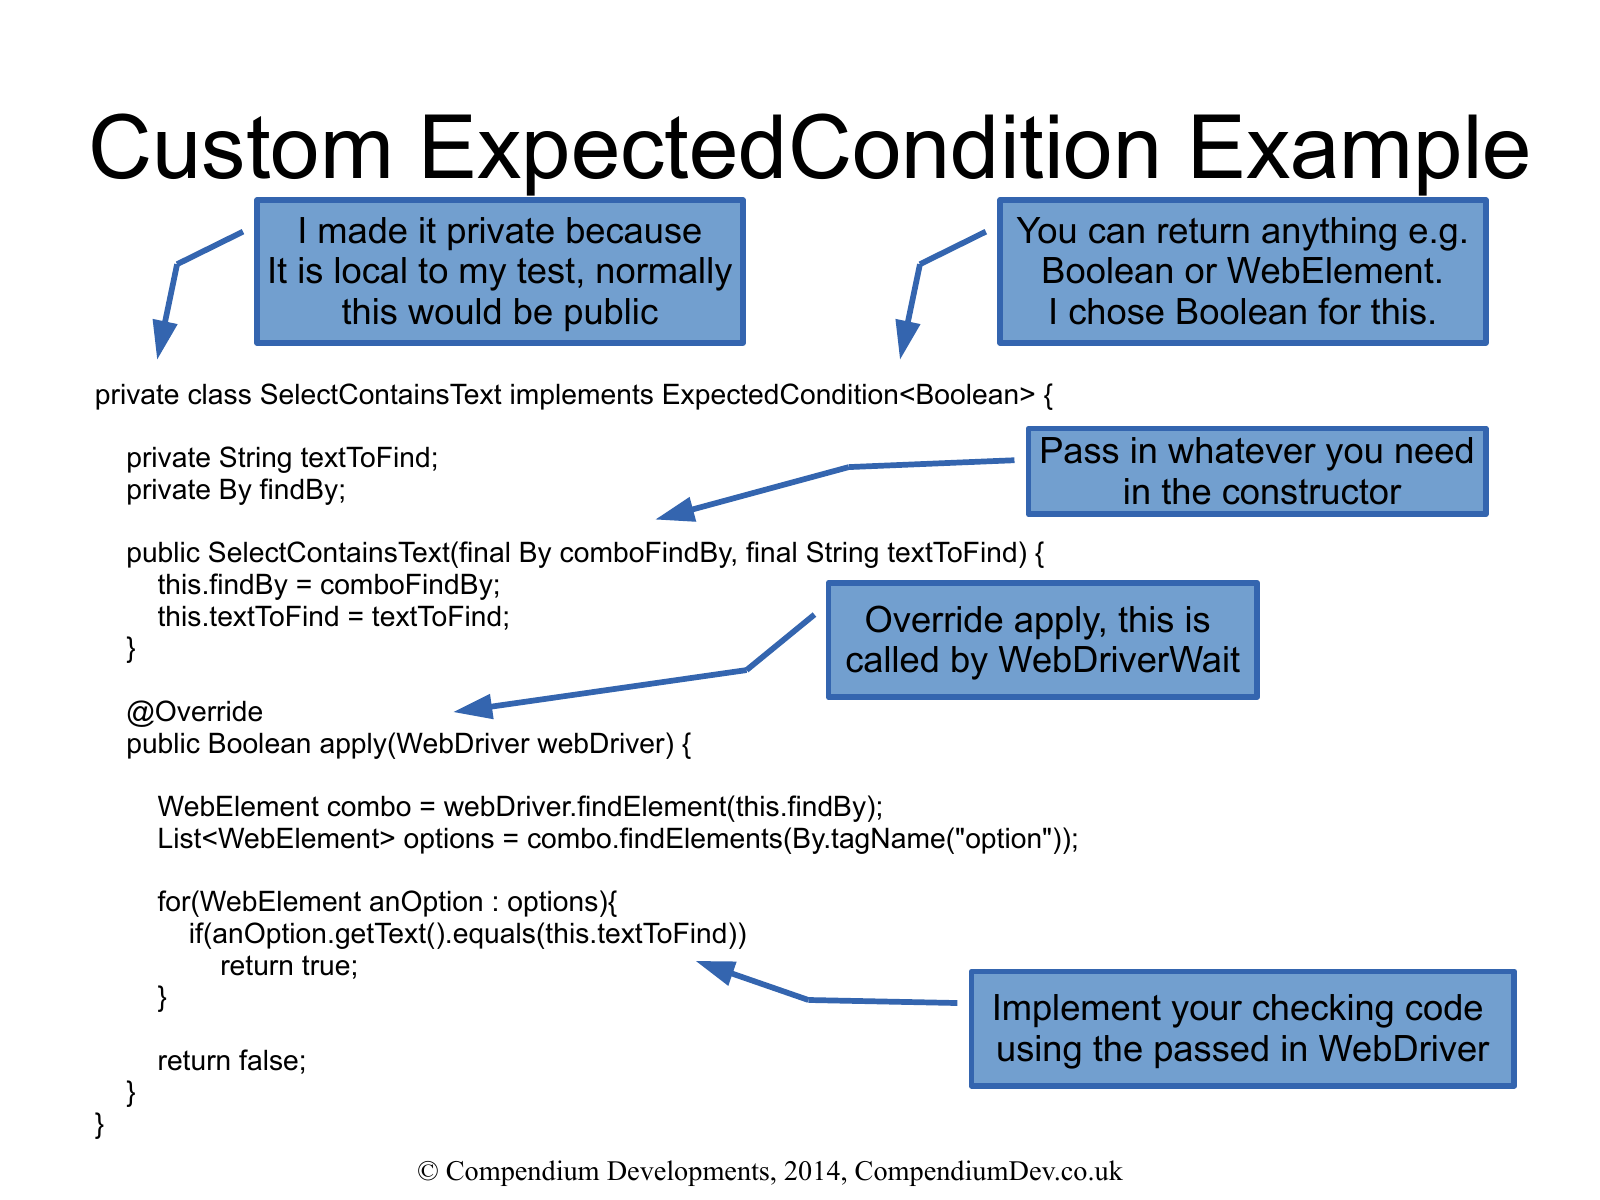 Custom ExpectedCondition Example
I made it private because
It is local to my test, normally
this would be public
You can return anything e.g.
Boolean or WebElement.
I chose Boolean for this.
private class SelectContainsText implements ExpectedCondition<Boolean> {
private String textToFind;
private By findBy;
Pass in whatever you need
in the constructor
public SelectContainsText(final By comboFindBy, final String textToFind) {
this.findBy = comboFindBy;
this.textToFind = textToFind;
}
Override apply, this is
called by WebDriverWait
@Override
public Boolean apply(WebDriver webDriver) {
WebElement combo = webDriver.findElement(this.findBy);
List<WebElement> options = combo.findElements(By.tagName("option"));
for(WebElement anOption : options){
if(anOption.getText().equals(this.textToFind))
return true;
}
Implement your checking code
using the passed in WebDriver
return false;
}
}
© Compendium Developments, 2014, CompendiumDev.co.uk